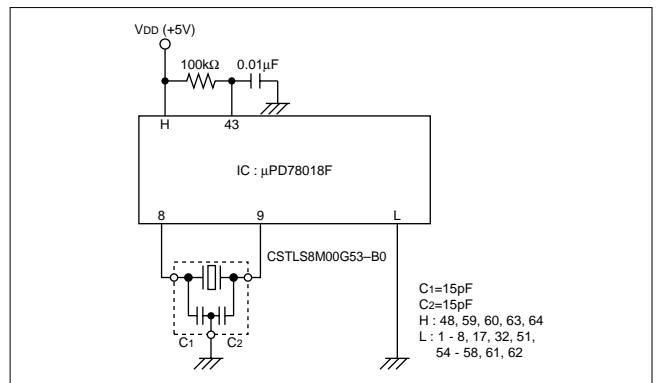 VDD (+5V)
100kΩ 0.01μF
H 43
IC : μPD78018F
8 9 L
CSTLS8M00G53–B0
C1 C2
C1=15pF
C2=15pF
H : 48, 59, 60, 63, 64
L : 1 - 8, 17, 32, 51,
54 - 58, 61, 62